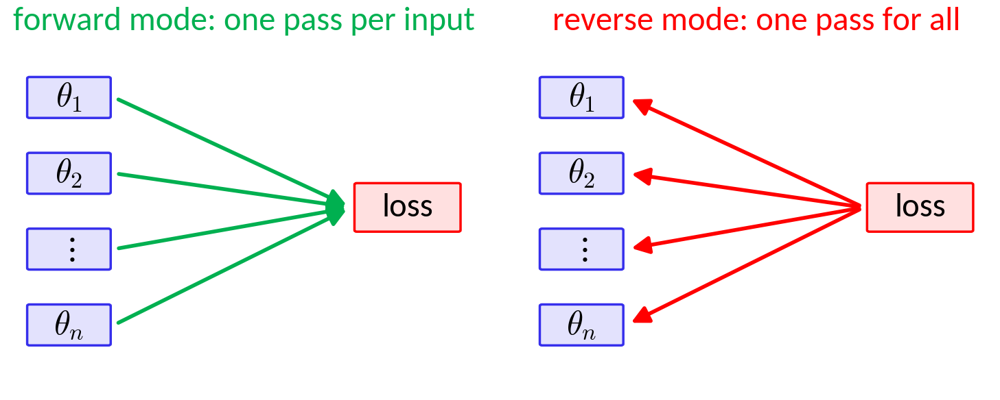 forward mode: one pass per input
θ₁
θ₂
⋮
θₙ
loss
reverse mode: one pass for all
θ₁
θ₂
⋮
θₙ
loss